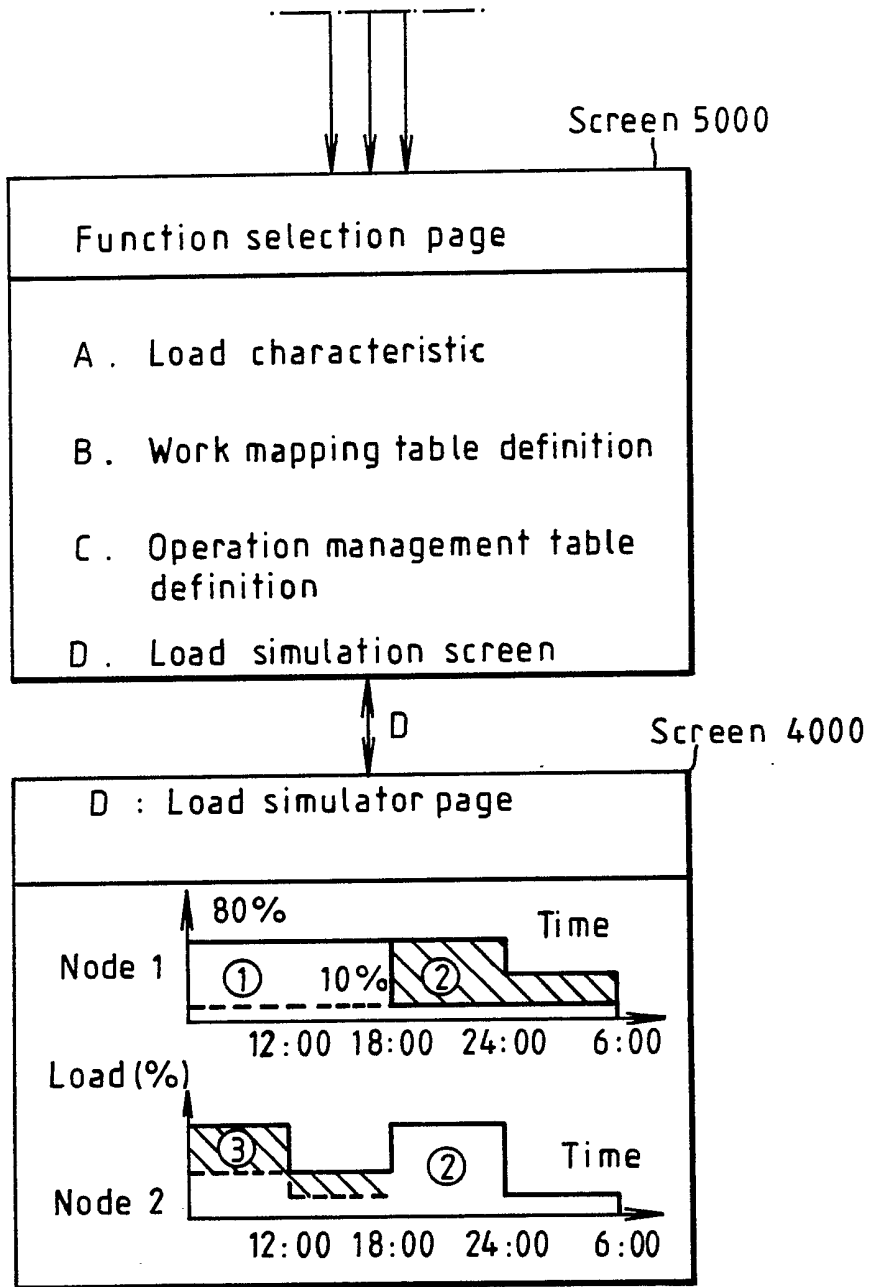 Screen 5000
Function selection page
A. Load characteristic
B. Work mapping table definition
C. Operation management table
definition
D. Load simulation screen
D
Screen 4000
D : Load simulator page
80%
Time
Node 1
①
10%
②
12:00 18:00 24:00 6:00
Load (%)
③
②
Time
Node 2
12:00 18:00 24:00 6:00